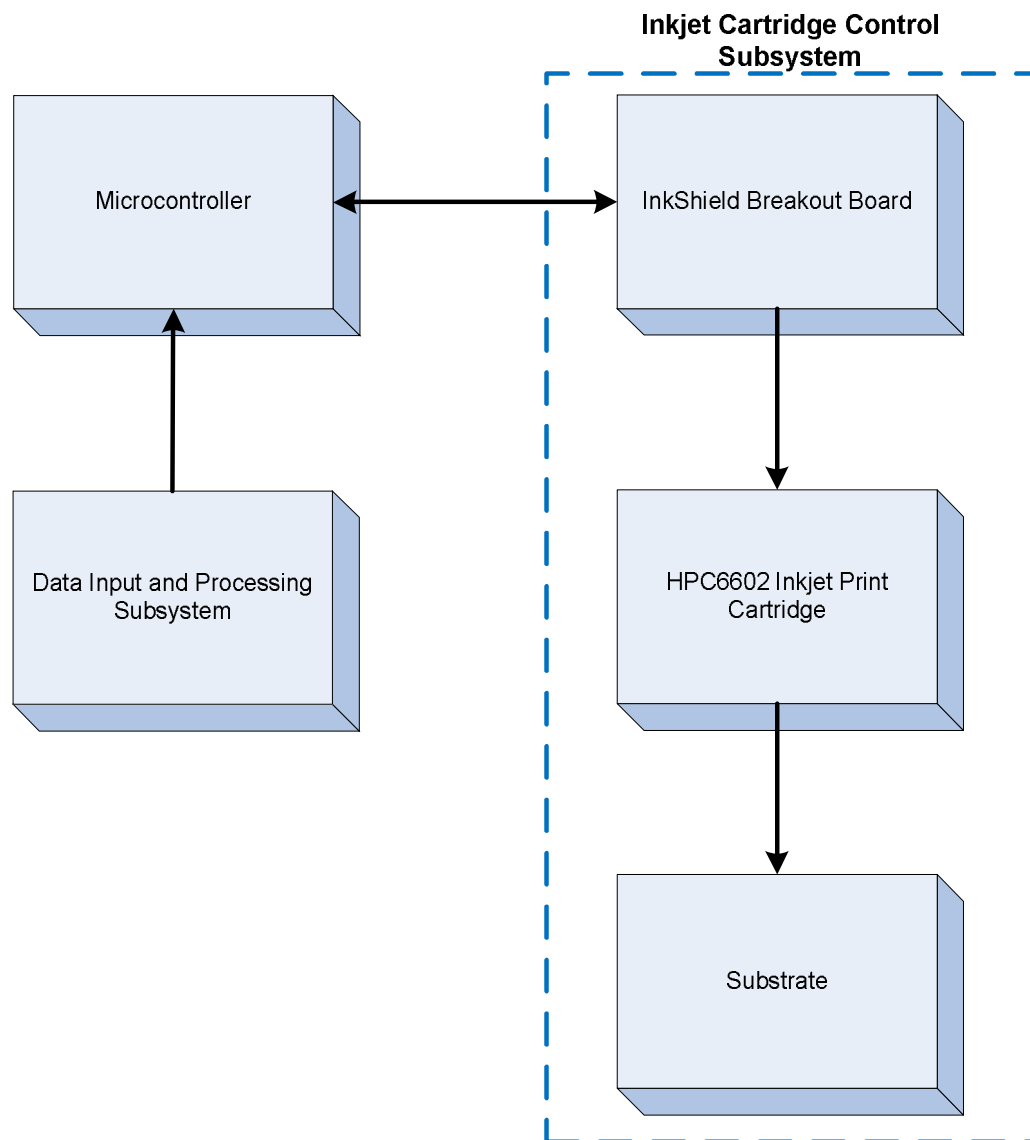 Inkjet Cartridge Control
Subsystem
Microcontroller
InkShield Breakout Board
Data Input and Processing
Subsystem
HPC6602 Inkjet Print
Cartridge
Substrate